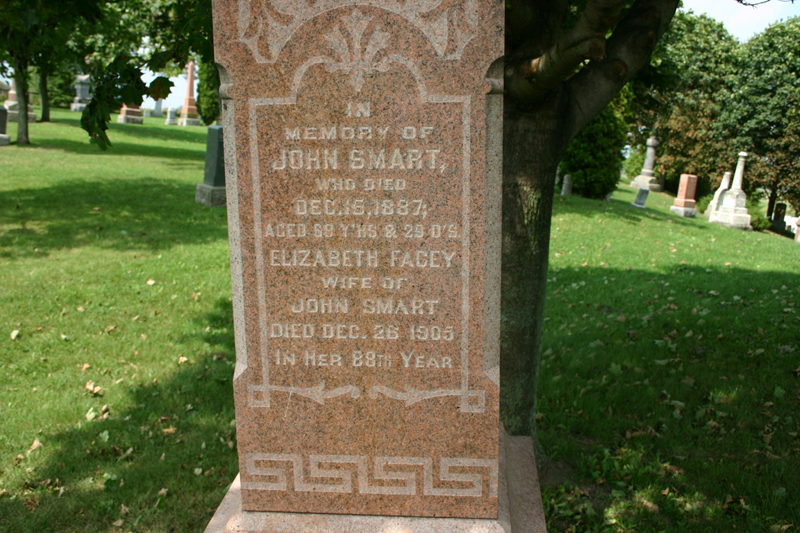 IN
MEMORY OF
JOHN SMART,
WHO DIED
DEC. 15, 1887.
AGED 69 Y'RS & 29 D'S.
ELIZABETH FACEY
WIFE OF
JOHN SMART
DIED DEC. 26 1905
IN HER 88TH YEAR